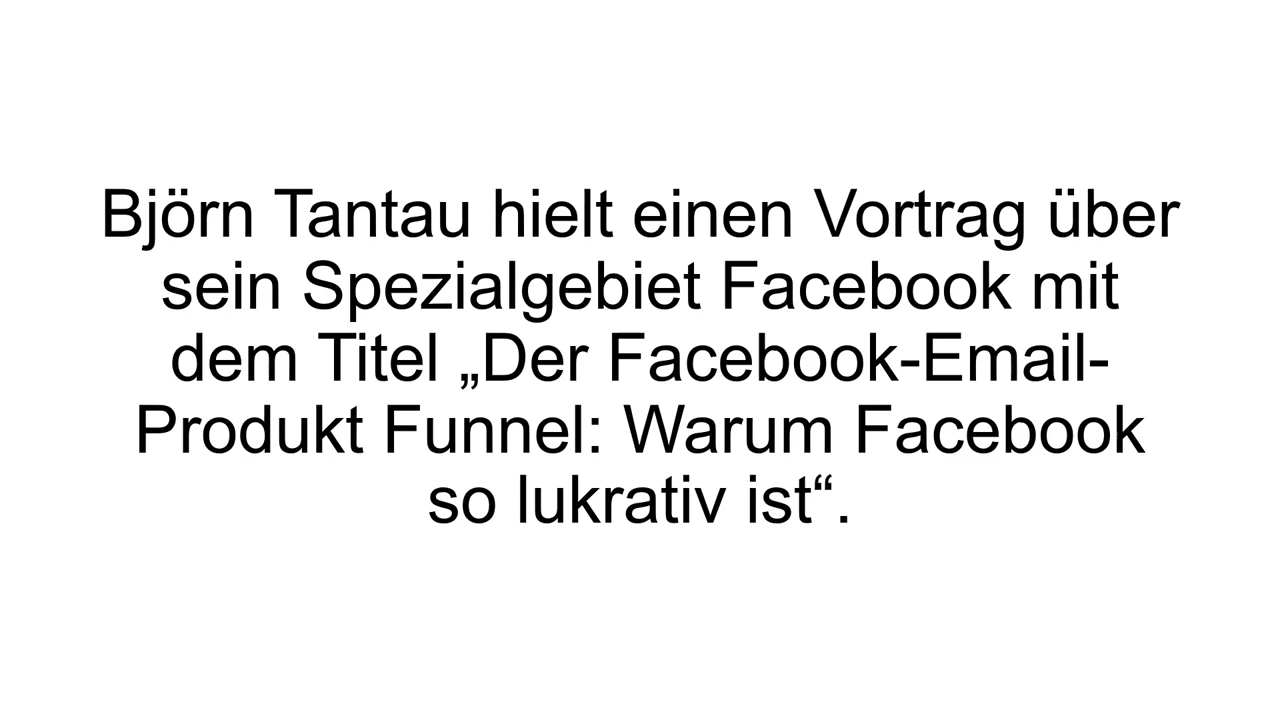 Björn Tantau hielt einen Vortrag über
sein Spezialgebiet Facebook mit
dem Titel „Der Facebook-Email-
Produkt Funnel: Warum Facebook
so lukrativ ist“.